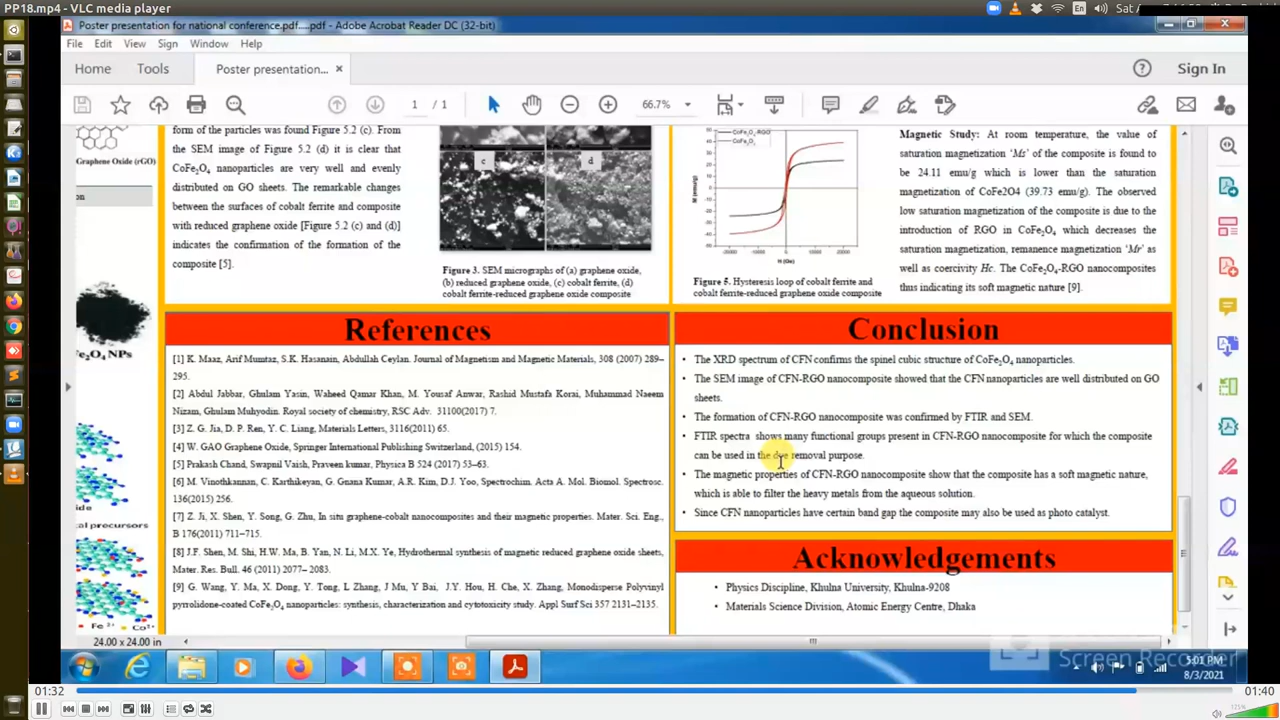 PP18.mp4 - VLC media player
En
Sat
Poster presentation for national conference.pdf....pdf - Adobe Acrobat Reader DC (32-bit)
File Edit View Sign Window Help
Home Tools Poster presentation... ×
Sign In
1 / 1 66.7%
form of the particles was found Figure 5.2 (c). From
the SEM image of Figure 5.2 (d) it is clear that
CoFe₂O₄ nanoparticles are very well and evenly
distributed on GO sheets. The remarkable changes
between the surfaces of cobalt ferrite and composite
with reduced graphene oxide [Figure 5.2 (c) and (d)]
indicates the confirmation of the formation of the
composite [5].
Graphene Oxide (rGO)
on
e₂O₄ NPs
ide
tal precursors
Fe 3+ Co
c d
Figure 3. SEM micrographs of (a) graphene oxide,
(b) reduced graphene oxide, (c) cobalt ferrite, (d)
cobalt ferrite-reduced graphene oxide composite
CoFe₂O₄-RGO
H (Oe)
Figure 5. Hysteresis loop of cobalt ferrite and
cobalt ferrite-reduced graphene oxide composite
Magnetic Study: At room temperature, the value of
saturation magnetization ‘Ms’ of the composite is found to
be 24.11 emu/g which is lower than the saturation
magnetization of CoFe2O4 (39.73 emu/g). The observed
low saturation magnetization of the composite is due to the
introduction of RGO in CoFe₂O₄ which decreases the
saturation magnetization, remanence magnetization ‘Mr’ as
well as coercivity Hc. The CoFe₂O₄-RGO nanocomposites
thus indicating its soft magnetic nature [9].
References
[1] K. Maaz, Arif Mumtaz, S.K. Hasanain, Abdullah Ceylan. Journal of Magnetism and Magnetic Materials, 308 (2007) 289–
295.
[2] Abdul Jabbar, Ghulam Yasin, Waheed Qamar Khan, M. Yousaf Anwar, Rashid Mustafa Korai, Muhammad Naeem
Nizam, Ghulam Muhyodin. Royal society of chemistry, RSC Adv. 31100(2017) 7.
[3] Z. G. Jia, D. P. Ren, Y. C. Liang, Materials Letters, 3116(2011) 65.
[4] W. GAO Graphene Oxide, Springer International Publishing Switzerland, (2015) 154.
[5] Prakash Chand, Swapnil Vaish, Praveen kumar, Physica B 524 (2017) 53–63.
[6] M. Vinothkannan, C. Karthikeyan, G. Gnana Kumar, A.R. Kim, D.J. Yoo, Spectrochim. Acta A. Mol. Biomol. Spectrosc.
136(2015) 256.
[7] Z. Ji, X. Shen, Y. Song, G. Zhu, In situ graphene-cobalt nanocomposites and their magnetic properties. Mater. Sci. Eng.,
B 176(2011) 711–715.
[8] J.F. Shen, M. Shi, H.W. Ma, B. Yan, N. Li, M.X. Ye, Hydrothermal synthesis of magnetic reduced graphene oxide sheets,
Mater. Res. Bull. 46 (2011) 2077– 2083.
[9] G. Wang, Y. Ma, X. Dong, Y. Tong, L Zhang, J Mu, Y Bai, J.Y. Hou, H. Che, X. Zhang, Monodisperse Polyvinyl
pyrrolidone-coated CoFe₂O₄ nanoparticles: synthesis, characterization and cytotoxicity study. Appl Surf Sci 357 2131–2135.
Conclusion
• The XRD spectrum of CFN confirms the spinel cubic structure of CoFe₂O₄ nanoparticles.
• The SEM image of CFN-RGO nanocomposite showed that the CFN nanoparticles are well distributed on GO
sheets.
• The formation of CFN-RGO nanocomposite was confirmed by FTIR and SEM.
• FTIR spectra shows many functional groups present in CFN-RGO nanocomposite for which the composite
can be used in the dye removal purpose.
• The magnetic properties of CFN-RGO nanocomposite show that the composite has a soft magnetic nature,
which is able to filter the heavy metals from the aqueous solution.
• Since CFN nanoparticles have certain band gap the composite may also be used as photo catalyst.
Acknowledgements
• Physics Discipline, Khulna University, Khulna-9208
• Materials Science Division, Atomic Energy Centre, Dhaka
24.00 x 24.00 in
Screen Recorder
5:01 PM
8/3/2021
01:32
01:40